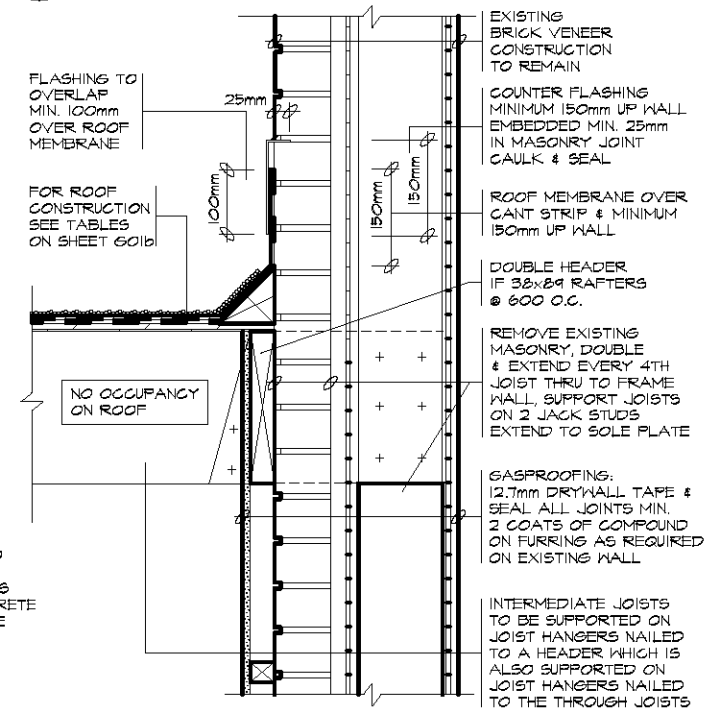 FLASHING TO
OVERLAP
MIN. 100mm
OVER ROOF
MEMBRANE
FOR ROOF
CONSTRUCTION
SEE TABLES
ON SHEET G01b
25mm
100mm
150mm
150mm
NO OCCUPANCY
ON ROOF
EXISTING
BRICK VENEER
CONSTRUCTION
TO REMAIN
COUNTER FLASHING
MINIMUM 150mm UP WALL
EMBEDDED MIN. 25mm
IN MASONRY JOINT
CAULK & SEAL
ROOF MEMBRANE OVER
CANT STRIP & MINIMUM
150mm UP WALL
DOUBLE HEADER
IF 38x89 RAFTERS
@ 600 O.C.
REMOVE EXISTING
MASONRY, DOUBLE
& EXTEND EVERY 4TH
JOIST THRU TO FRAME
WALL, SUPPORT JOISTS
ON 2 JACK STUDS
EXTEND TO SOLE PLATE
GASPROOFING:
12.7mm DRYWALL TAPE &
SEAL ALL JOINTS MIN.
2 COATS OF COMPOUND
ON FURRING AS REQUIRED
ON EXISTING WALL
INTERMEDIATE JOISTS
TO BE SUPPORTED ON
JOIST HANGERS NAILED
TO A HEADER WHICH IS
ALSO SUPPORTED ON
JOIST HANGERS NAILED
TO THE THROUGH JOISTS